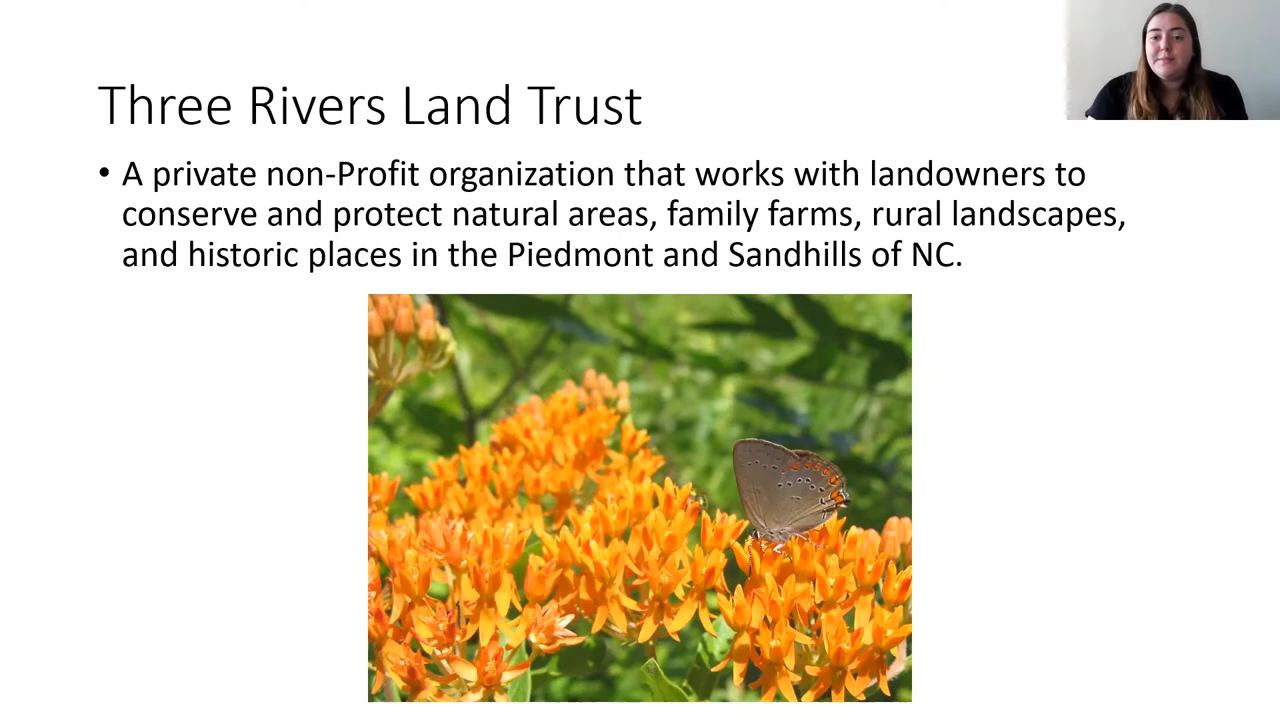 Three Rivers Land Trust
• A private non-Profit organization that works with landowners to
conserve and protect natural areas, family farms, rural landscapes,
and historic places in the Piedmont and Sandhills of NC.